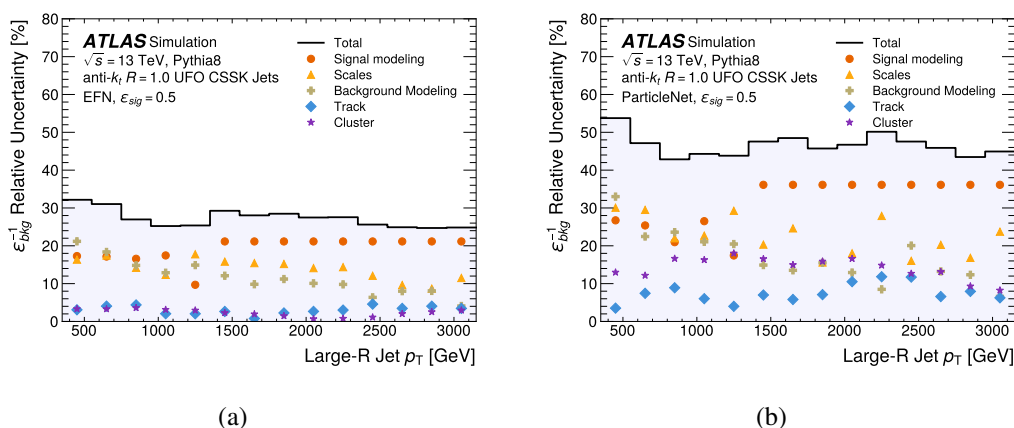 ATLAS Simulation
√s = 13 TeV, Pythia8
anti-kₜ R = 1.0 UFO CSSK Jets
EFN, εsig = 0.5
Total
Signal modeling
Scales
Background Modeling
Track
Cluster
ε⁻¹bkg Relative Uncertainty [%]
80
70
60
50
40
30
20
10
0
500 1000 1500 2000 2500 3000
Large-R Jet pT [GeV]
(a)
ATLAS Simulation
√s = 13 TeV, Pythia8
anti-kₜ R = 1.0 UFO CSSK Jets
ParticleNet, εsig = 0.5
Total
Signal modeling
Scales
Background Modeling
Track
Cluster
ε⁻¹bkg Relative Uncertainty [%]
80
70
60
50
40
30
20
10
0
500 1000 1500 2000 2500 3000
Large-R Jet pT [GeV]
(b)